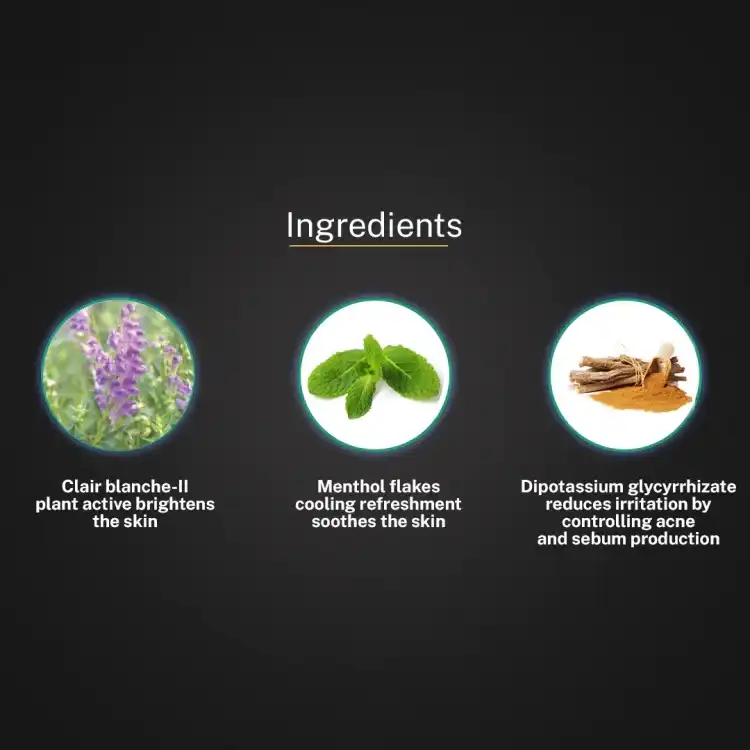 Ingredients
Clair blanche-II
plant active brightens
the skin
Menthol flakes
cooling refreshment
soothes the skin
Dipotassium glycyrrhizate
reduces irritation by
controlling acne
and sebum production